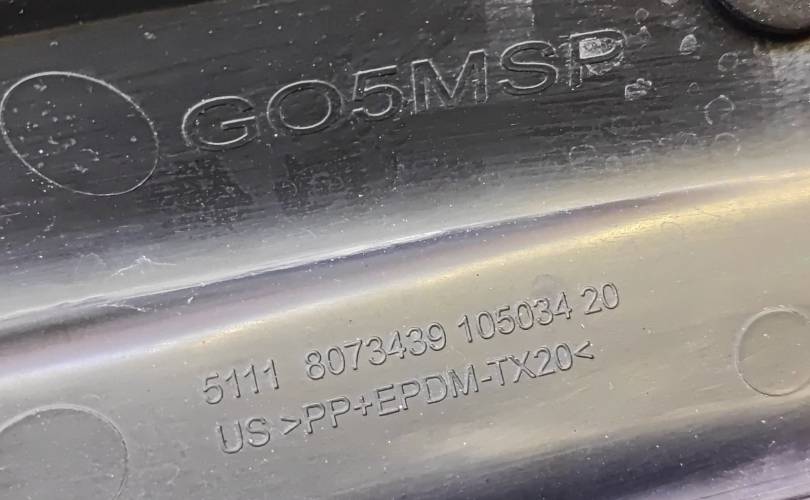 GO5MSP
5111 8073439 105034 20
US >PP+EPDM-TX20<